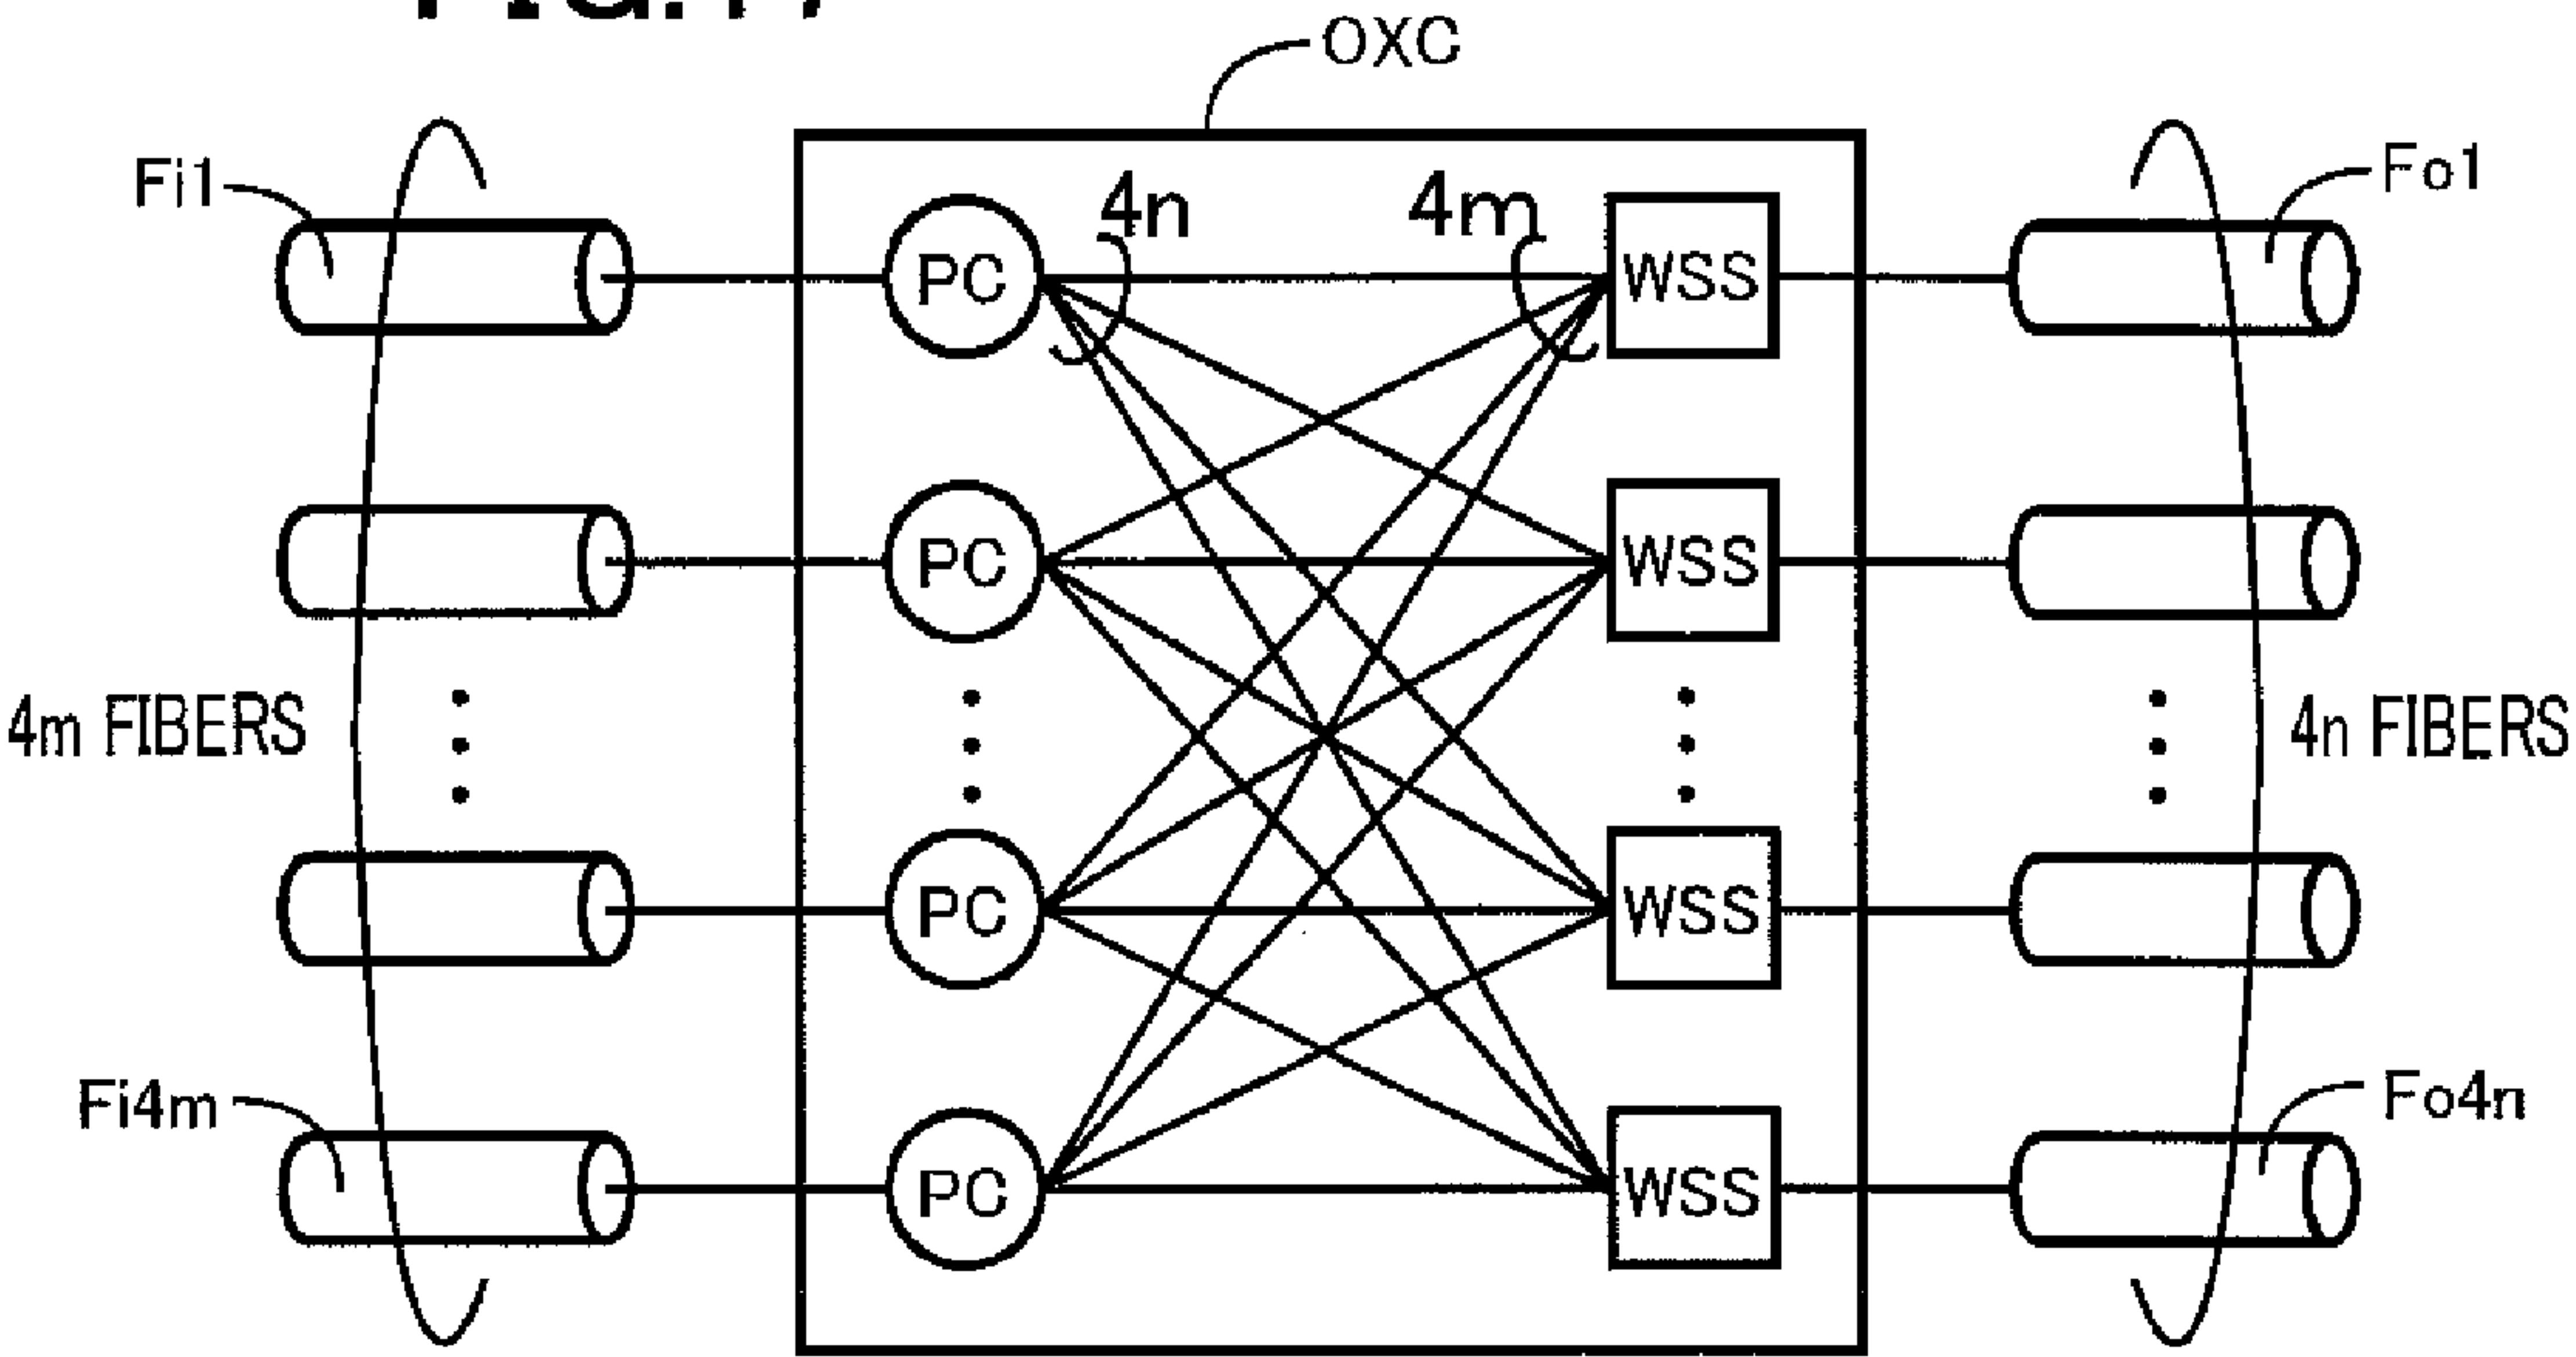 OXC
Fi1
4n
4m
Fo1
PC
WSS
PC
WSS
4m FIBERS
4n FIBERS
PC
WSS
Fi4m
Fo4n
PC
WSS